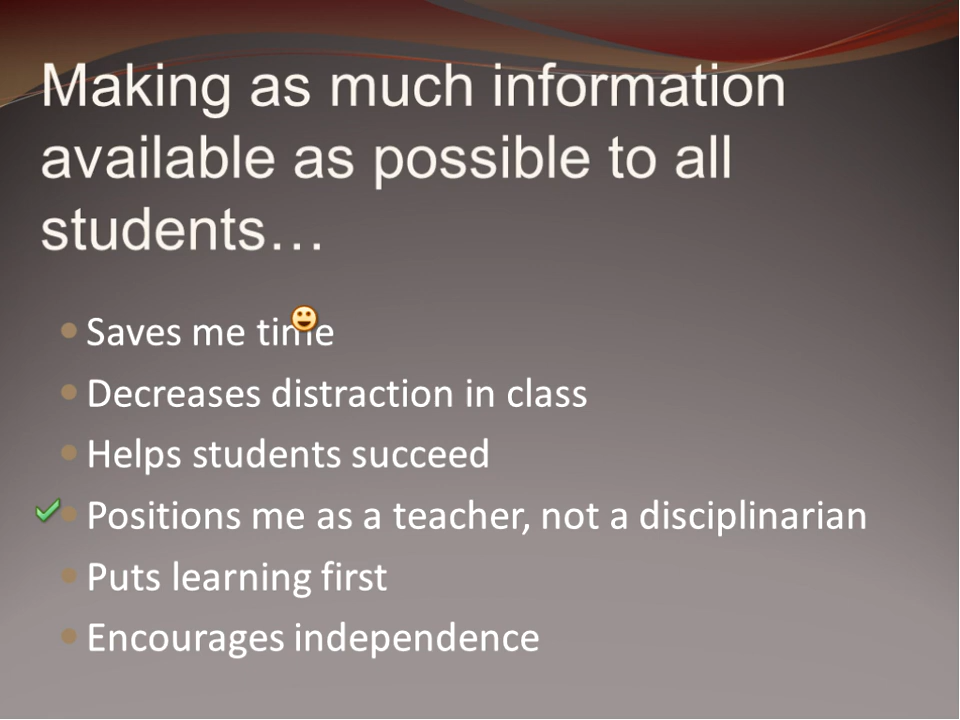 Making as much information
available as possible to all
students…
Saves me time
Decreases distraction in class
Helps students succeed
Positions me as a teacher, not a disciplinarian
Puts learning first
Encourages independence